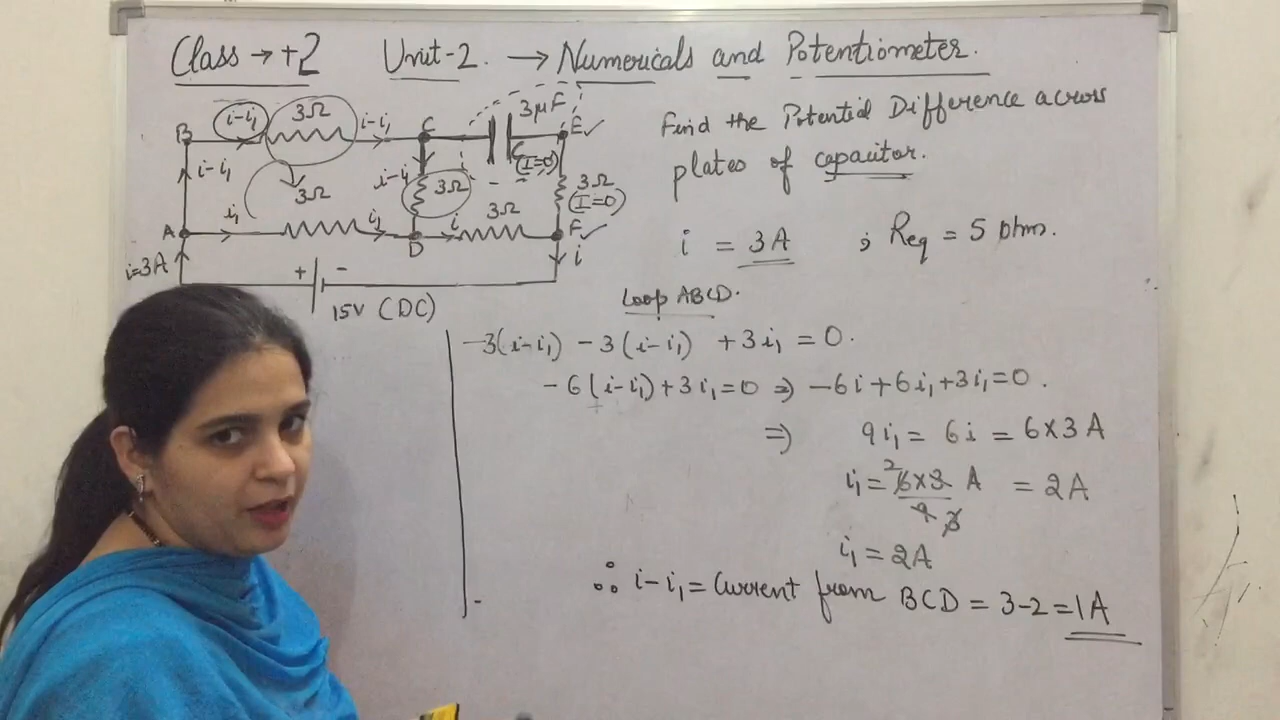 Class → +2 Unit-2. → Numericals and Potentiometer.
Find the Potential Difference across
plates of capacitor.
i = 3A ; Req = 5 ohm.
B i-i₁ 3Ω i-i₁ C 3μF E ✓
C (I=0)
i-i₁ 3Ω i-i₁ 3Ω 3Ω 3Ω (I=0)
A i₁ i₁ D i F ✓
i=3A + - i
15V (DC)
Loop ABCD.
-3(i-i₁) - 3(i-i₁) + 3i₁ = 0.
-6(i-i₁) + 3i₁ = 0 ⇒ -6i + 6i₁ + 3i₁ = 0.
⇒ 9i₁ = 6i = 6×3 A
i₁ = 6×3 / 9 A = 2A
2 3
i₁ = 2A
∴ i-i₁ = Current from BCD = 3-2 = 1A